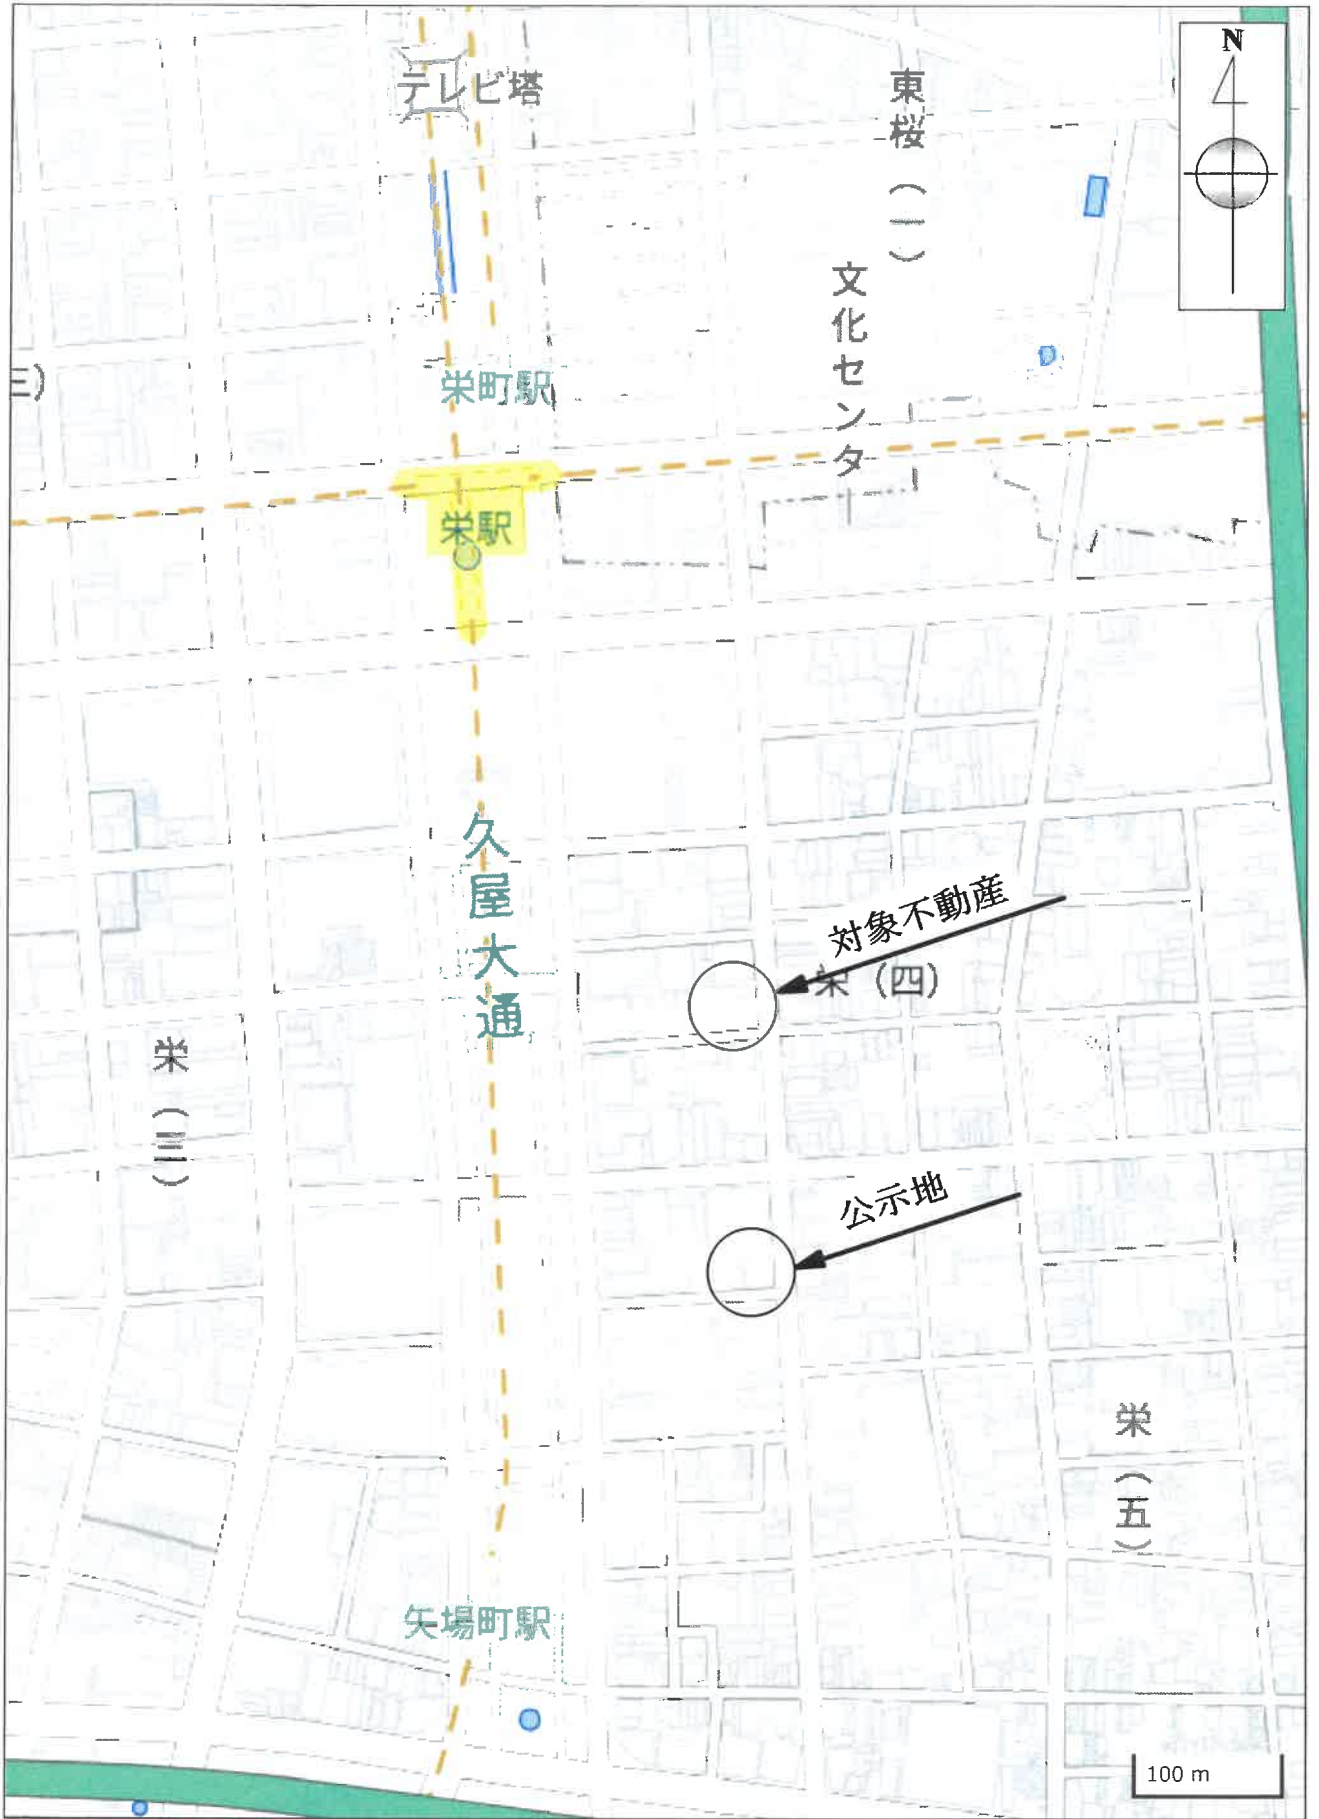 N
テレビ塔
東桜(一)
文化センタ
三)
栄町駅
栄駅
久屋大通
対象不動産
栄(四)
栄(三)
公示地
栄(五)
矢場町駅
100 m